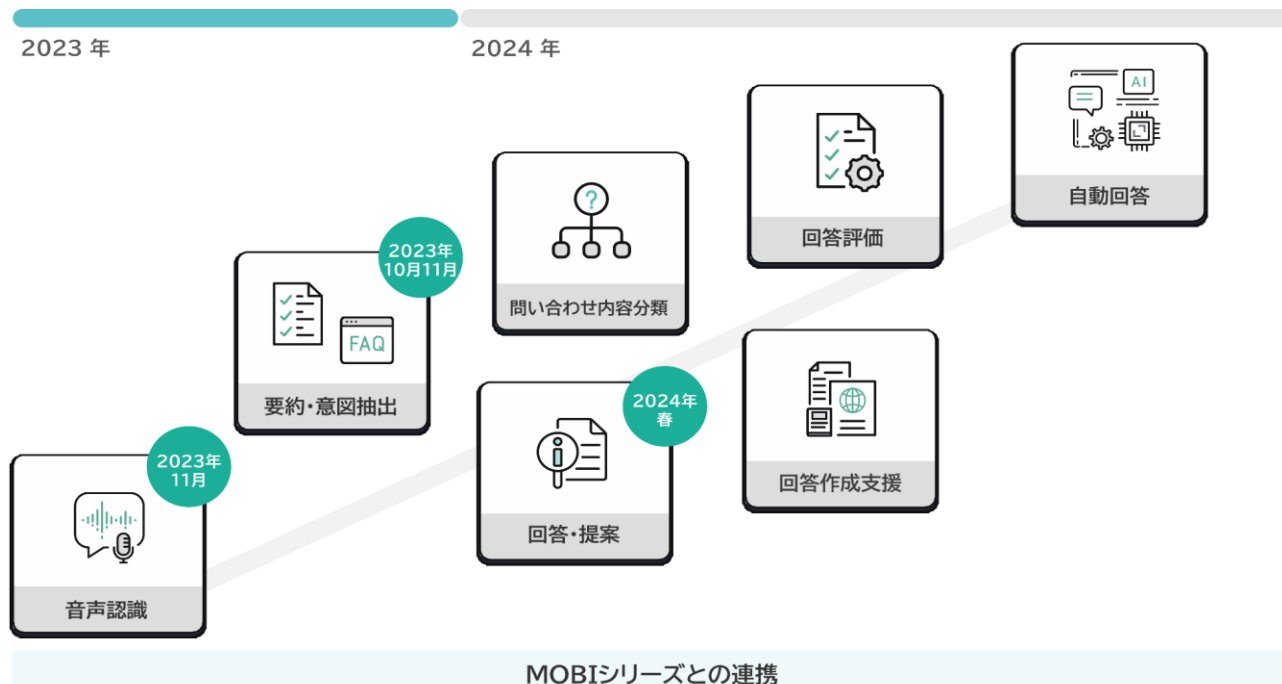 2023 年
2024 年
AI
自動回答
回答評価
?
問い合わせ内容分類
2023年
10月11月
FAQ
要約・意図抽出
2024年
春
回答・提案
回答作成支援
2023年
11月
音声認識
MOBIシリーズとの連携